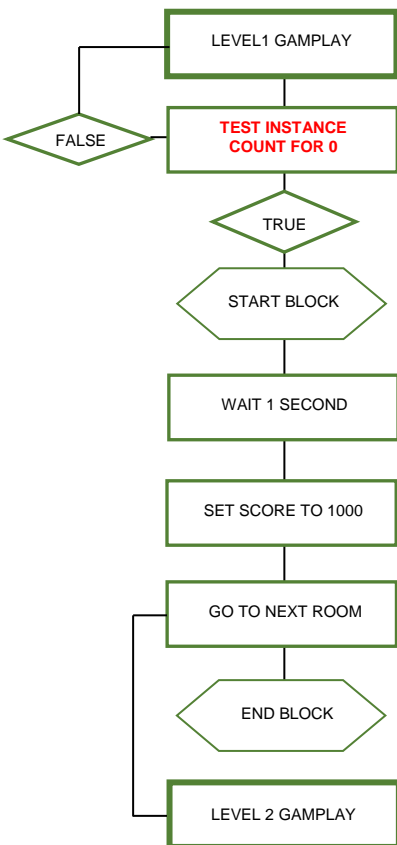 LEVEL1 GAMPLAY
TEST INSTANCE
COUNT FOR 0
FALSE
TRUE
START BLOCK
WAIT 1 SECOND
SET SCORE TO 1000
GO TO NEXT ROOM
END BLOCK
LEVEL 2 GAMPLAY